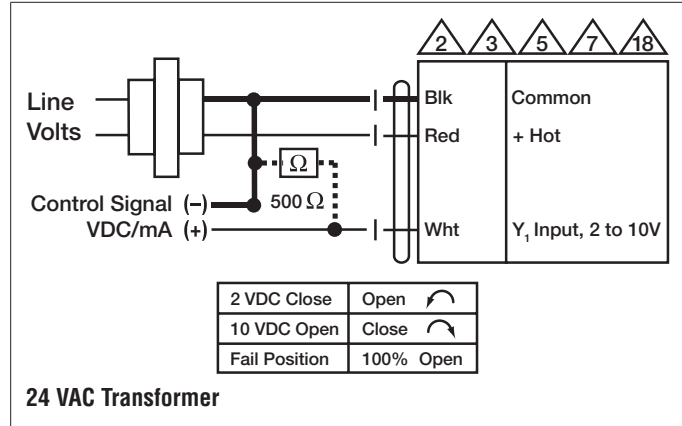 2 3 5 7 18
Line
Volts
Blk Common
Red + Hot
Ω
500 Ω
Control Signal (−)
VDC/mA (+)
Wht Y1 Input, 2 to 10V
2 VDC Close Open
10 VDC Open Close
Fail Position 100% Open
24 VAC Transformer